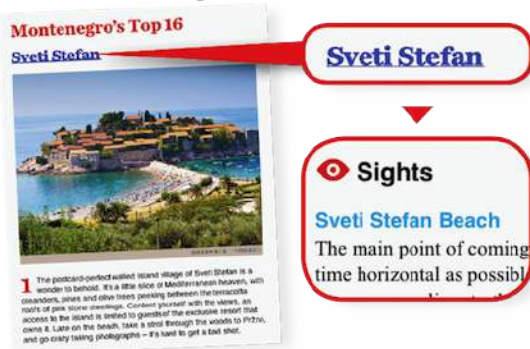 Montenegro's Top 16
Sveti Stefan
1 The postcard-perfect walled island village of Sveti Stefan is a
wonder to behold. It's a little slice of Mediterranean heaven, with
oleanders, pines and olive trees peeking between the terracotta
roofs of pink stone dwellings. Content yourself with the views, as
access to the island is limited to guests of the exclusive resort that
owns it. Laze on the beach, take a stroll through the woods to Pržno,
and go crazy taking photographs – it's hard to get a bad shot.
Sveti Stefan
Sights
Sveti Stefan Beach
The main point of coming
time horizontal as possibl